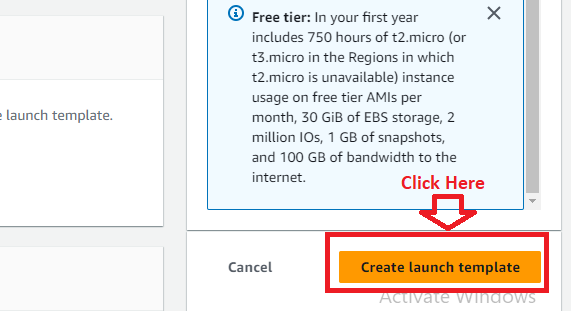 Free tier: In your first year
includes 750 hours of t2.micro (or
t3.micro in the Regions in which
t2.micro is unavailable) instance
usage on free tier AMIs per
month, 30 GiB of EBS storage, 2
million IOs, 1 GB of snapshots,
and 100 GB of bandwidth to the
internet.
launch template.
Click Here
Cancel
Create launch template
Activate Windows